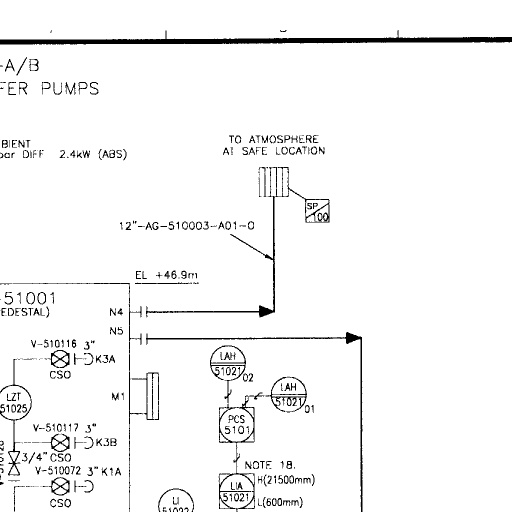 -A/B
FER PUMPS
BIENT
bar DIFF 2.4kW (ABS)
TO ATMOSPHERE
AT SAFE LOCATION
SP
100
12"-AG-510003-A01-0
EL +46.9m
-51001
EDESTAL)
N4
N5
V-510116 3"
K3A
CSO
LAH
51021
02
LAH
51021
01
LZT
51025
M1
PCS
5101
V-510117 3"
K3B
3/4" CSO
V-510072 3" K1A
CSO
NOTE 18.
LIA
51021
H(21500mm)
L(600mm)
LI
51022